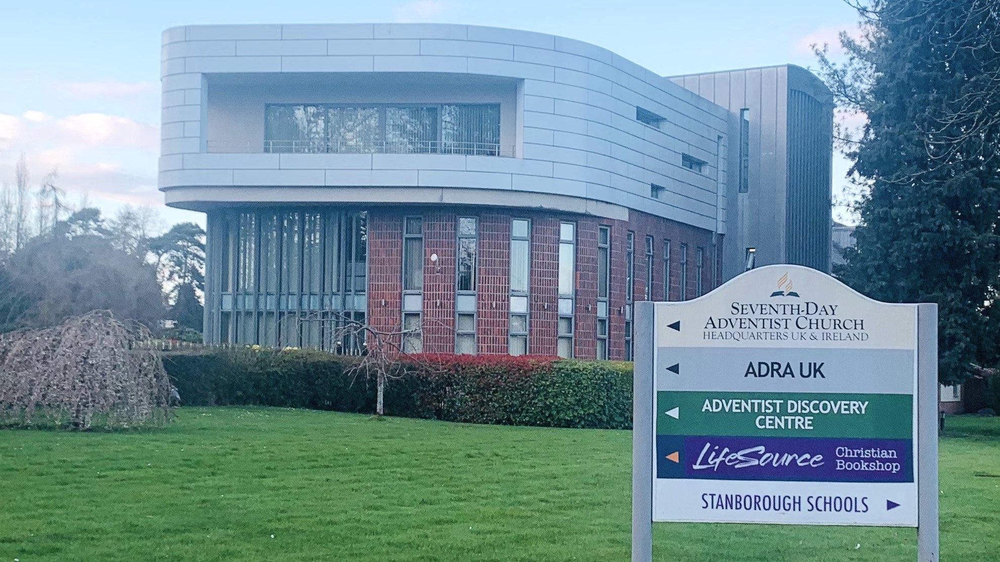 SEVENTH-DAY
ADVENTIST CHURCH
HEADQUARTERS UK & IRELAND
ADRA UK
ADVENTIST DISCOVERY
CENTRE
LifeSource Christian
Bookshop
STANBOROUGH SCHOOLS